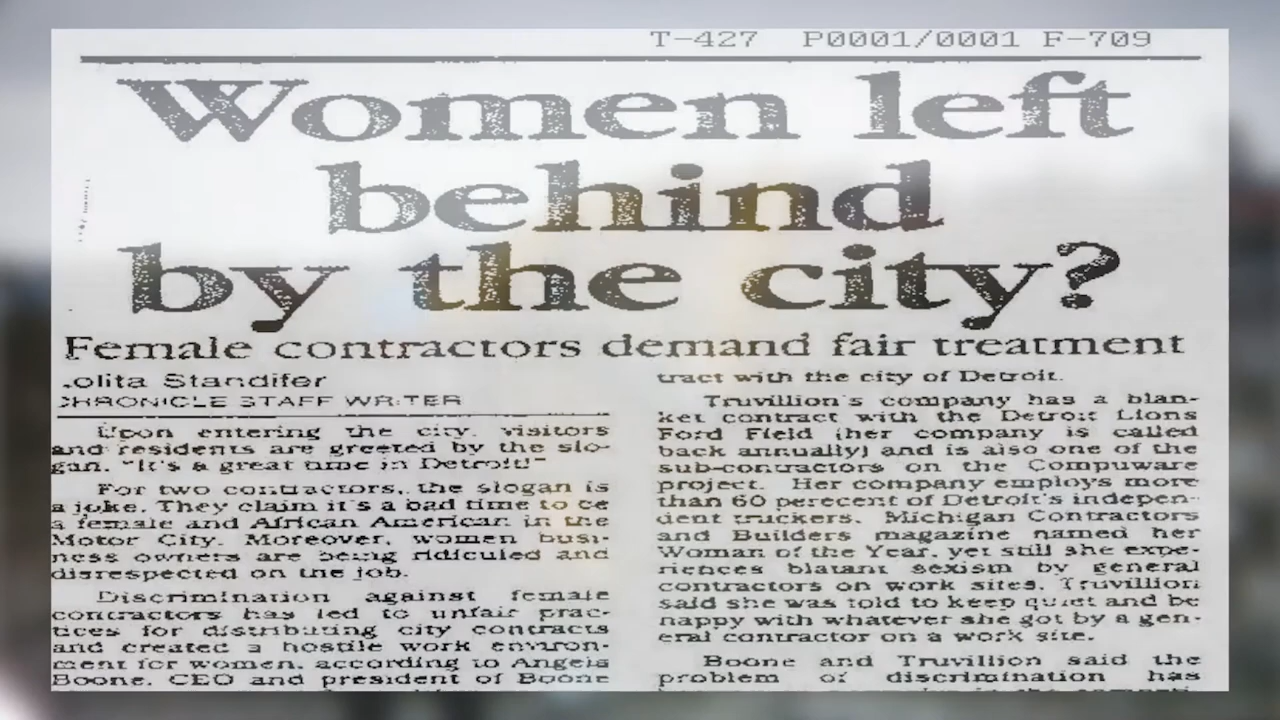 T-427 P0001/0001 F-709
Women left
behind
by the city?
Female contractors demand fair treatment
.olita Standifer
CHRONICLE STAFF WRITER
Upon entering the city, visitors
and residents are greeted by the slo-
gan, "It's a great time in Detroit!"
For two contractors, the slogan is
a joke. They claim it's a bad time to be
a female and African American in the
Motor City. Moreover, women busi-
ness owners are being ridiculed and
disrespected on the job.
Discrimination against female
contractors has led to unfair prac-
tices for distributing city contracts
and created a hostile work environ-
ment for women, according to Angela
Boone, CEO and president of Boone
tract with the city of Detroit.
Truvillion's company has a blan-
ket contract with the Detroit Lions
Ford Field (her company is called
back annually) and is also one of the
sub-contractors on the Compuware
project. Her company employs more
than 60 perecent of Detroit's indepen-
dent truckers. Michigan Contractors
and Builders magazine named her
Woman of the Year, yet still she expe-
riences blatant sexism by general
contractors on work sites. Truvillion
said she was told to keep quiet and be
happy with whatever she got by a gen-
eral contractor on a work site.
Boone and Truvillion said the
problem of discrimination has